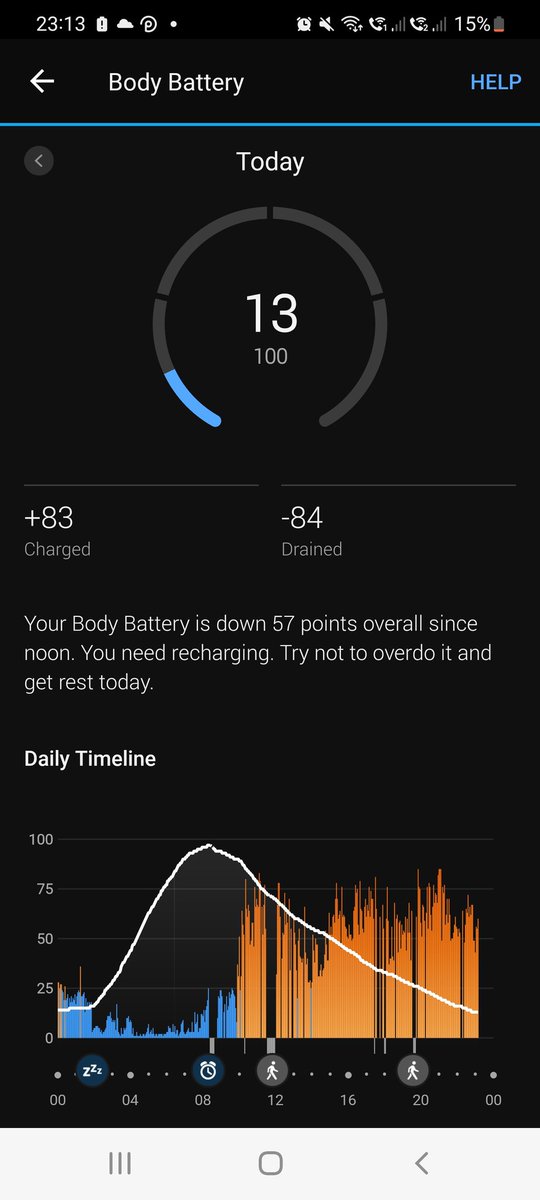 23:13 15%
Body Battery HELP
Today
13
100
+83 -84
Charged Drained
Your Body Battery is down 57 points overall since
noon. You need recharging. Try not to overdo it and
get rest today.
Daily Timeline
100
75
50
25
0
zzz
00 04 08 12 16 20 00